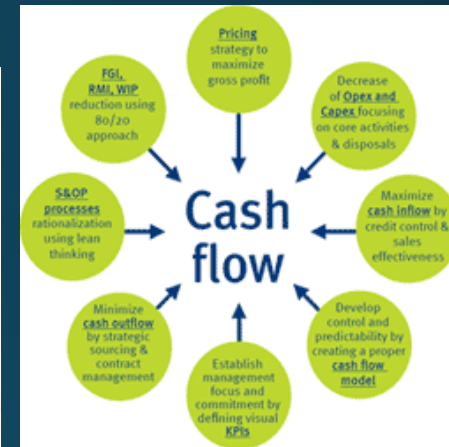 Pricing
strategy to
maximize
gross profit
Decrease
of Opex and
Capex focusing
on core activities
& disposals
Maximize
cash inflow by
credit control &
sales
effectiveness
Develop
control and
predictability by
creating a proper
cash flow
model
Establish
management
focus and
commitment by
defining visual
KPIs
Minimize
cash outflow
by strategic
sourcing &
contract
management
S&OP
processes
rationalization
using lean
thinking
FGI,
RMI, WIP
reduction using
80/20
approach
Cash
flow